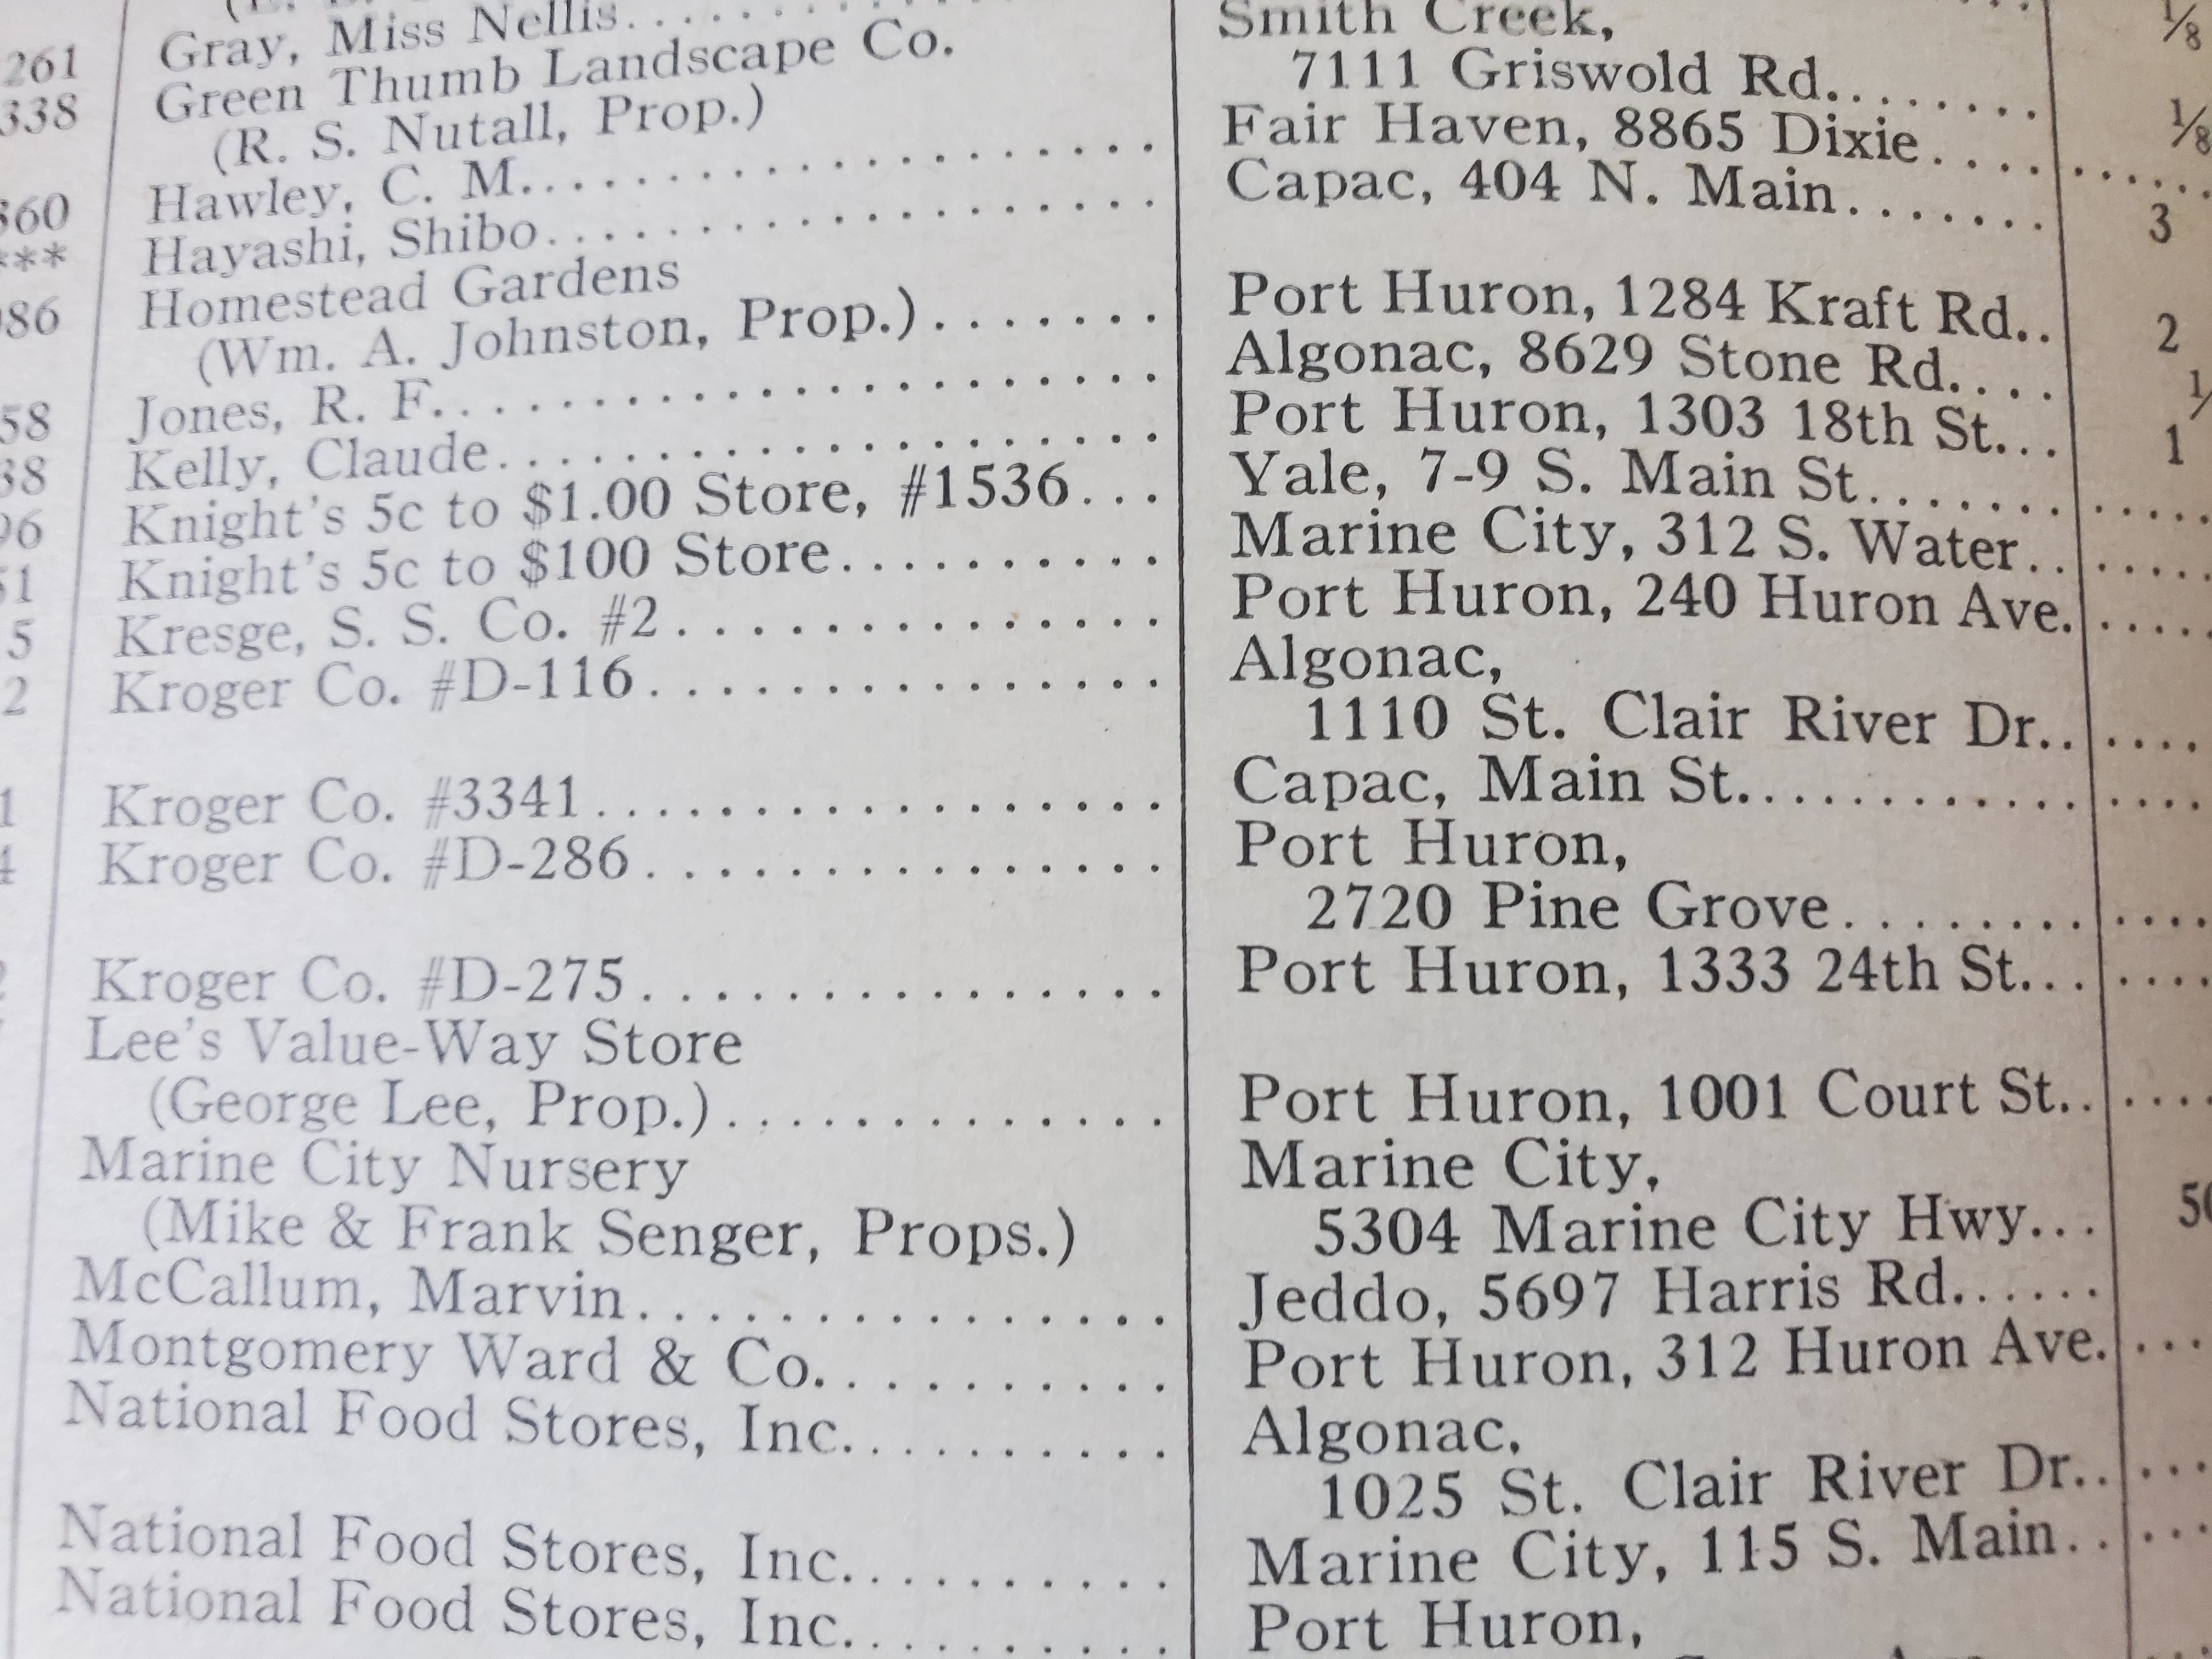 Gray, Miss Nellis........ Smith Creek, 1/8
261 Green Thumb Landscape Co. 7111 Griswold Rd.........
338 (R. S. Nutall, Prop.) Fair Haven, 8865 Dixie.... 1/8
Hawley, C. M................... Capac, 404 N. Main....... 3
360 Hayashi, Shibo...................
*** Homestead Gardens Port Huron, 1284 Kraft Rd.. 2
(Wm. A. Johnston, Prop.)....... Algonac, 8629 Stone Rd....
58 Jones, R. F................... Port Huron, 1303 18th St... 1
Kelly, Claude.................. Yale, 7-9 S. Main St.......
Knight's 5c to $1.00 Store, #1536... Marine City, 312 S. Water..
Knight's 5c to $100 Store.......... Port Huron, 240 Huron Ave.
5 Kresge, S. S. Co. #2............... Algonac,
2 Kroger Co. #D-116............... 1110 St. Clair River Dr..
1 Kroger Co. #3341................. Capac, Main St..............
4 Kroger Co. #D-286............... Port Huron,
2720 Pine Grove.........
Kroger Co. #D-275............... Port Huron, 1333 24th St...
Lee's Value-Way Store
(George Lee, Prop.)............. Port Huron, 1001 Court St..
Marine City Nursery Marine City,
(Mike & Frank Senger, Props.) 5304 Marine City Hwy...
McCallum, Marvin............... Jeddo, 5697 Harris Rd......
Montgomery Ward & Co........... Port Huron, 312 Huron Ave.
National Food Stores, Inc.......... Algonac,
1025 St. Clair River Dr..
National Food Stores, Inc.......... Marine City, 115 S. Main..
National Food Stores, Inc.......... Port Huron,